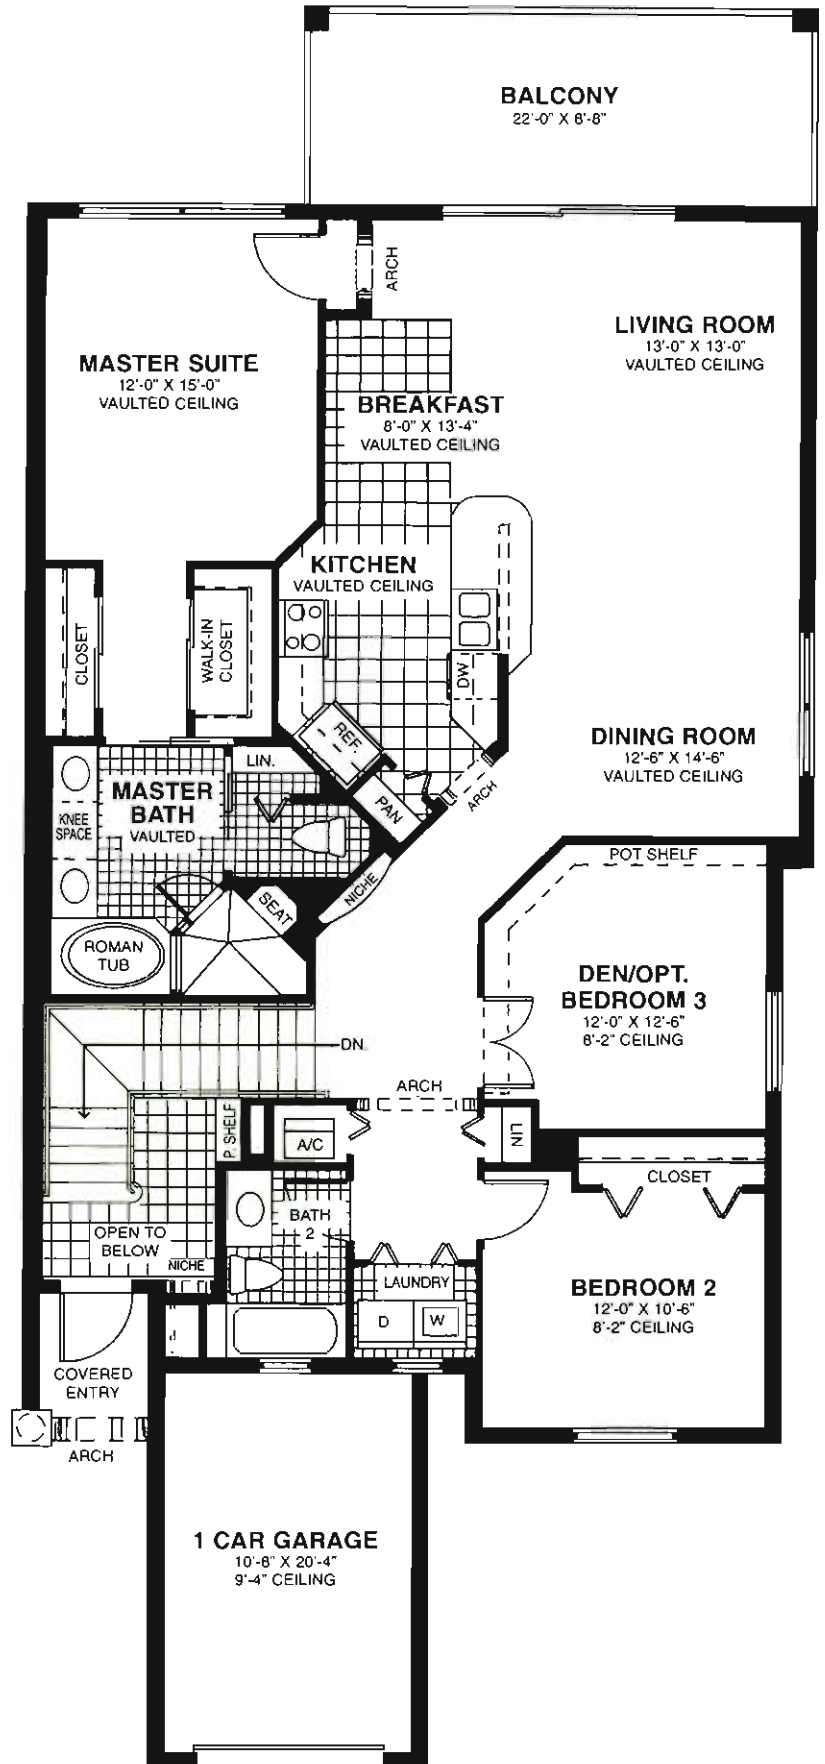 BALCONY
22'-0" X 6'-8"
ARCH
LIVING ROOM
13'-0" X 13'-0"
VAULTED CEILING
MASTER SUITE
12'-0" X 15'-0"
VAULTED CEILING
BREAKFAST
8'-0" X 13'-4"
VAULTED CEILING
KITCHEN
VAULTED CEILING
CLOSET
WALK-IN
CLOSET
DW
REF.
DINING ROOM
12'-6" X 14'-6"
VAULTED CEILING
LIN.
MASTER
BATH
VAULTED
KNEE
SPACE
PAN
ARCH
NICHE
SEAT
ROMAN
TUB
POT SHELF
DEN/OPT.
BEDROOM 3
12'-0" X 12'-6"
8'-2" CEILING
DN
ARCH
P. SHELF
A/C
LIN
CLOSET
BATH
2
OPEN TO
BELOW
NICHE
LAUNDRY
D
W
BEDROOM 2
12'-0" X 10'-6"
8'-2" CEILING
COVERED
ENTRY
ARCH
1 CAR GARAGE
10'-6" X 20'-4"
9'-4" CEILING